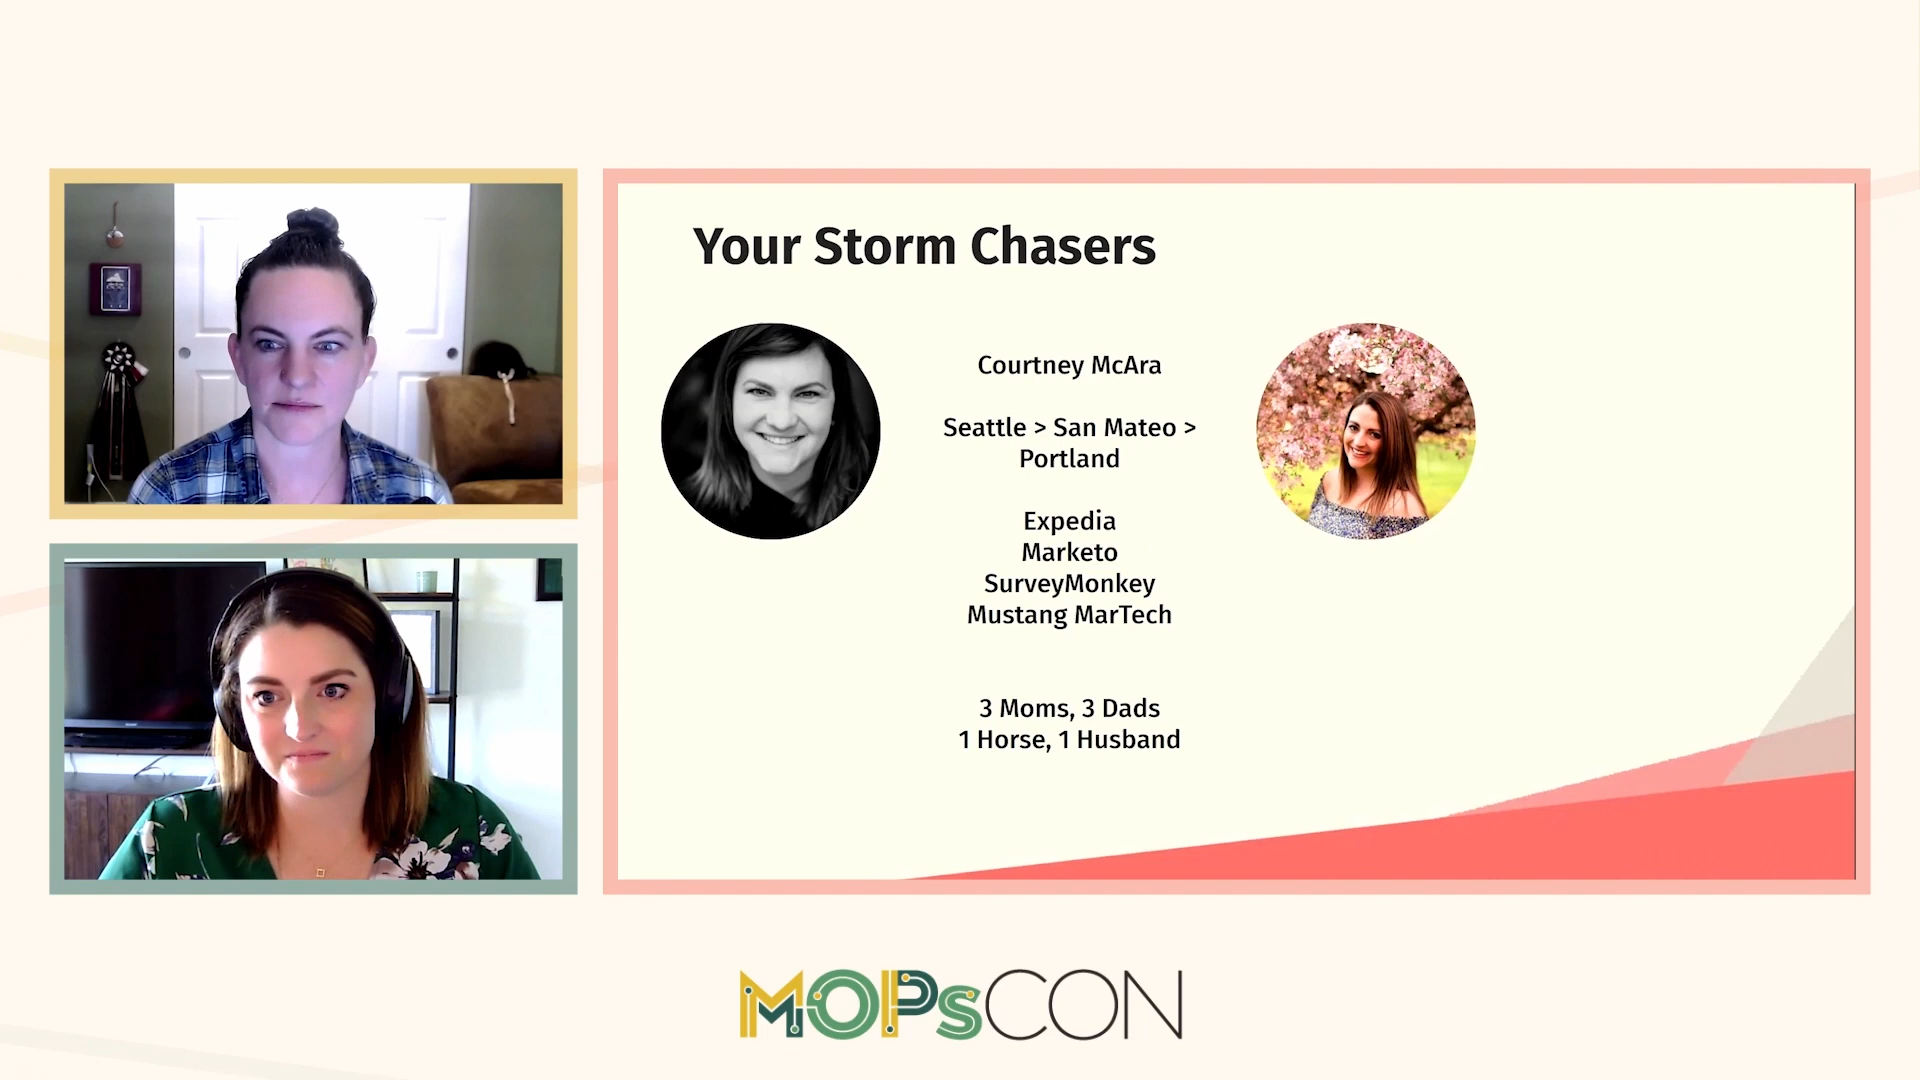 Your Storm Chasers
Courtney McAra
Seattle > San Mateo >
Portland
Expedia
Marketo
SurveyMonkey
Mustang MarTech
3 Moms, 3 Dads
1 Horse, 1 Husband
MOPsCON